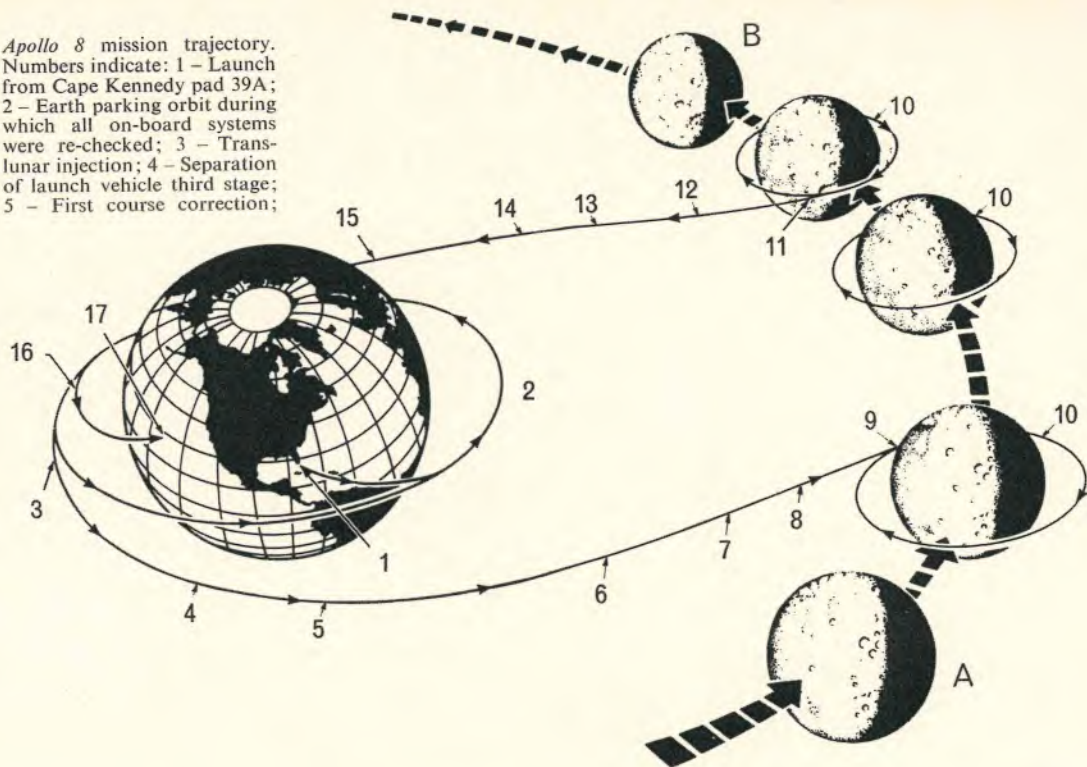 Apollo 8 mission trajectory.
Numbers indicate: 1 – Launch
from Cape Kennedy pad 39A;
2 – Earth parking orbit during
which all on-board systems
were re-checked; 3 – Trans-
lunar injection; 4 – Separation
of launch vehicle third stage;
5 – First course correction;
B
10
10
15
14
13
12
11
17
16
2
9
10
3
8
7
1
6
4
5
A